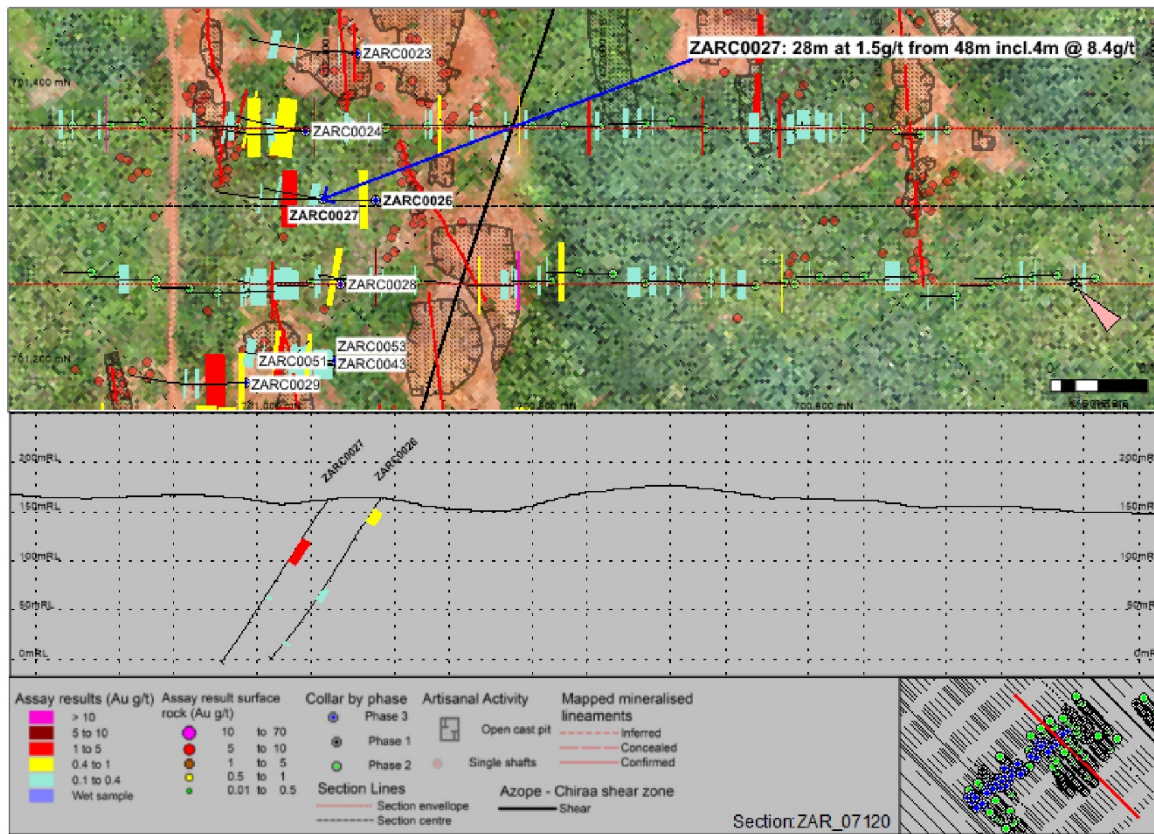 ZARC0027: 28m at 1.5g/t from 48m incl.4m @ 8.4g/t
ZARC0023
701,400 mN
ZARC0024
ZARC0026
ZARC0027
ZARC0028
ZARC0053
701,200 mN
ZARC0051
ZARC0043
ZARC0029
ZARC0027
ZARC0026
200mRL
200mRL
150mRL
150mRL
100mRL
100mRL
50mRL
50mRL
0mRL
Assay results (Au g/t)
> 10
5 to 10
1 to 5
0.4 to 1
0.1 to 0.4
Wet sample
Assay result surface
rock (Au g/t)
10 to 70
5 to 10
1 to 5
0.5 to 1
0.01 to 0.5
Collar by phase
Phase 3
Phase 1
Phase 2
Section Lines
Section envelope
Section centre
Artisanal Activity
Open cast pit
Single shafts
Mapped mineralised
lineaments
Inferred
Concealed
Confirmed
Azope - Chiraa shear zone
Shear
Section:ZAR_07120